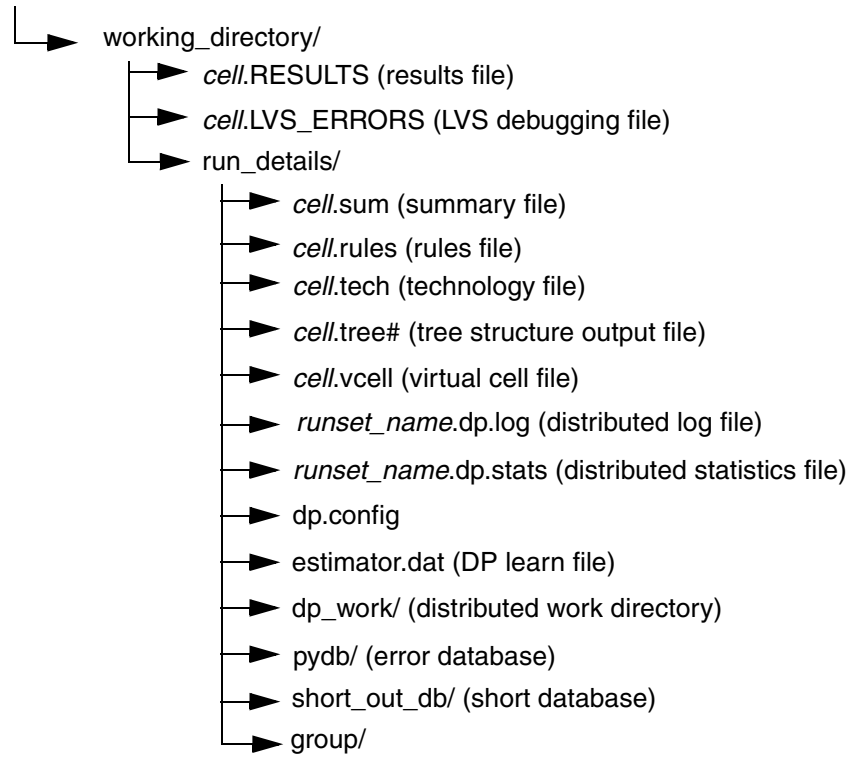 working_directory/
cell.RESULTS (results file)
cell.LVS_ERRORS (LVS debugging file)
run_details/
cell.sum (summary file)
cell.rules (rules file)
cell.tech (technology file)
cell.tree# (tree structure output file)
cell.vcell (virtual cell file)
runset_name.dp.log (distributed log file)
runset_name.dp.stats (distributed statistics file)
dp.config
estimator.dat (DP learn file)
dp_work/ (distributed work directory)
pydb/ (error database)
short_out_db/ (short database)
group/